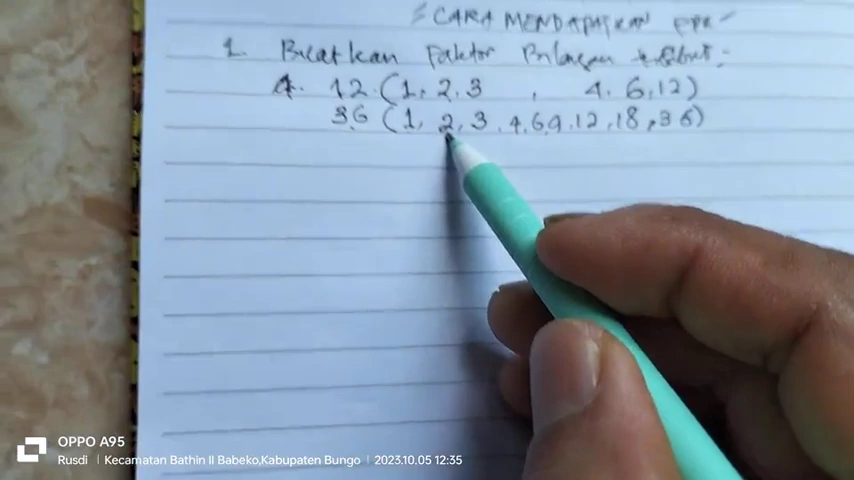 "CARA MENDAPATKAN FPB"
1. Buatkan Faktor Bilangan
a. 12. (1, 2, 3 , 4. 6, 12)
36 (1, 2, 3, 4, 6, 9, 12, 18, 36)
OPPO A95
Rusdi | Kecamatan Bathin II Babeko,Kabupaten Bungo | 2023.10.05 12:35